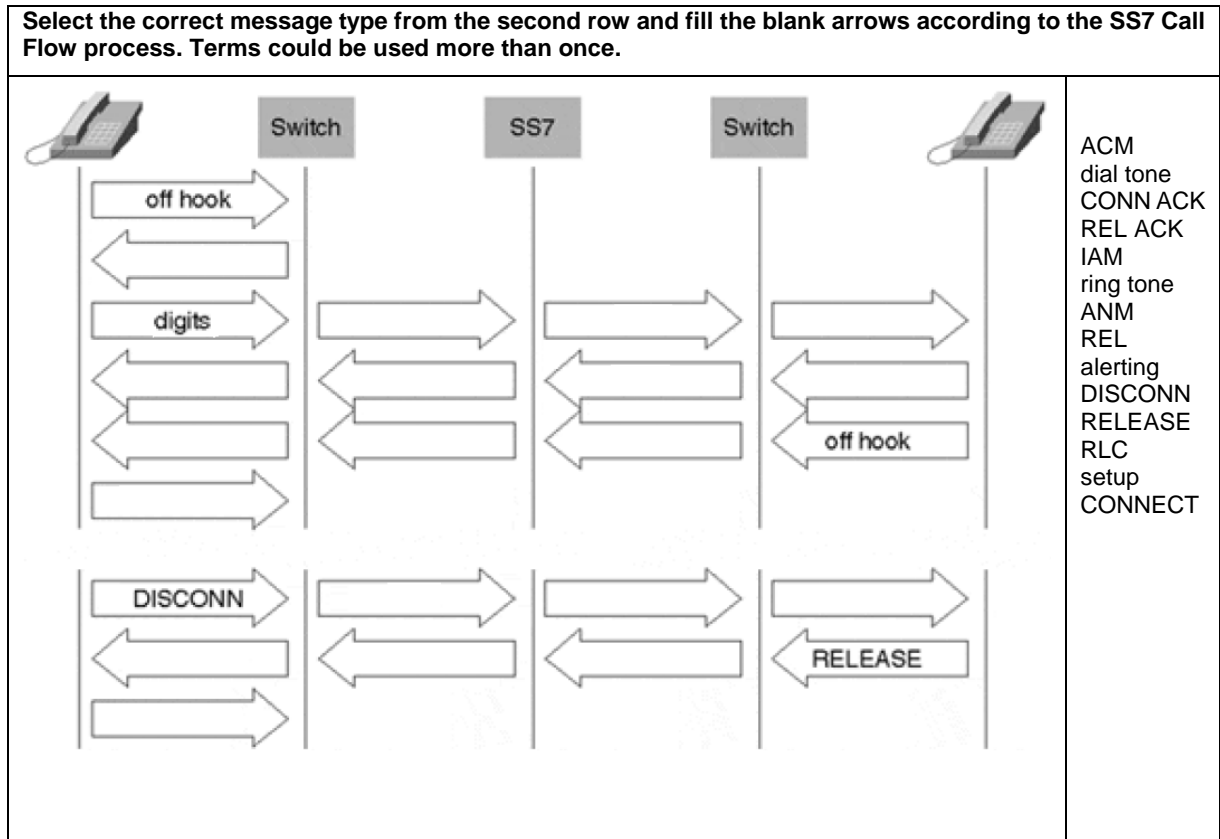 Select the correct message type from the second row and fill the blank arrows according to the SS7 Call
Flow process. Terms could be used more than once.
Switch
SS7
Switch
off hook
digits
off hook
DISCONN
RELEASE
ACM
dial tone
CONN ACK
REL ACK
IAM
ring tone
ANM
REL
alerting
DISCONN
RELEASE
RLC
setup
CONNECT